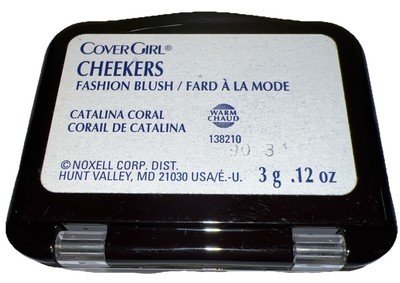 COVERGIRL®
CHEEKERS
FASHION BLUSH / FARD À LA MODE
CATALINA CORAL
CORAIL DE CATALINA
WARM
CHAUD
138210
© NOXELL CORP. DIST.
HUNT VALLEY, MD 21030 USA/É.-U.
3 g .12 oz